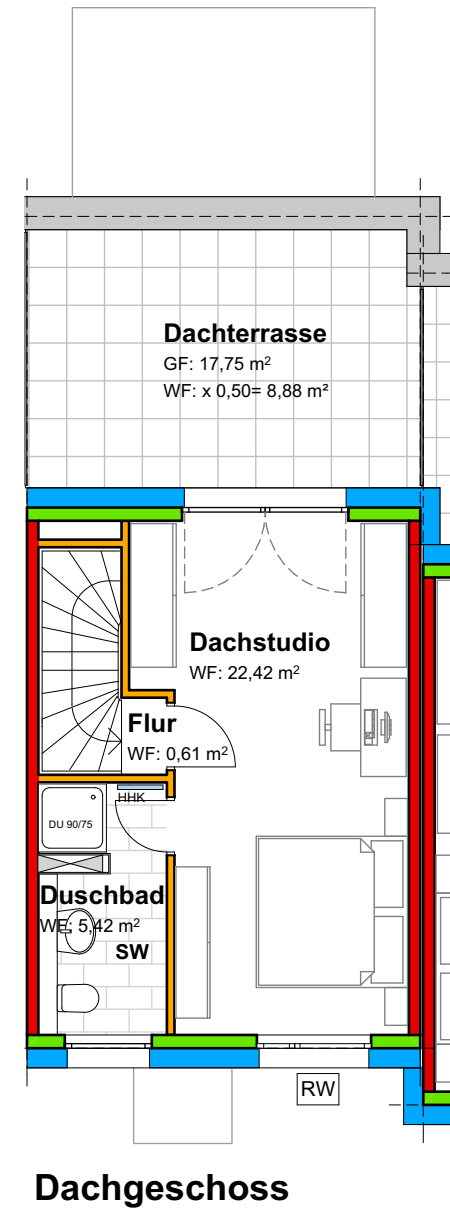 Dachterrasse
GF: 17,75 m²
WF: x 0,50= 8,88 m²
Dachstudio
WF: 22,42 m²
Flur
WF: 0,61 m²
HHK
DU 90/75
Duschbad
WF: 5,42 m²
SW
RW
Dachgeschoss